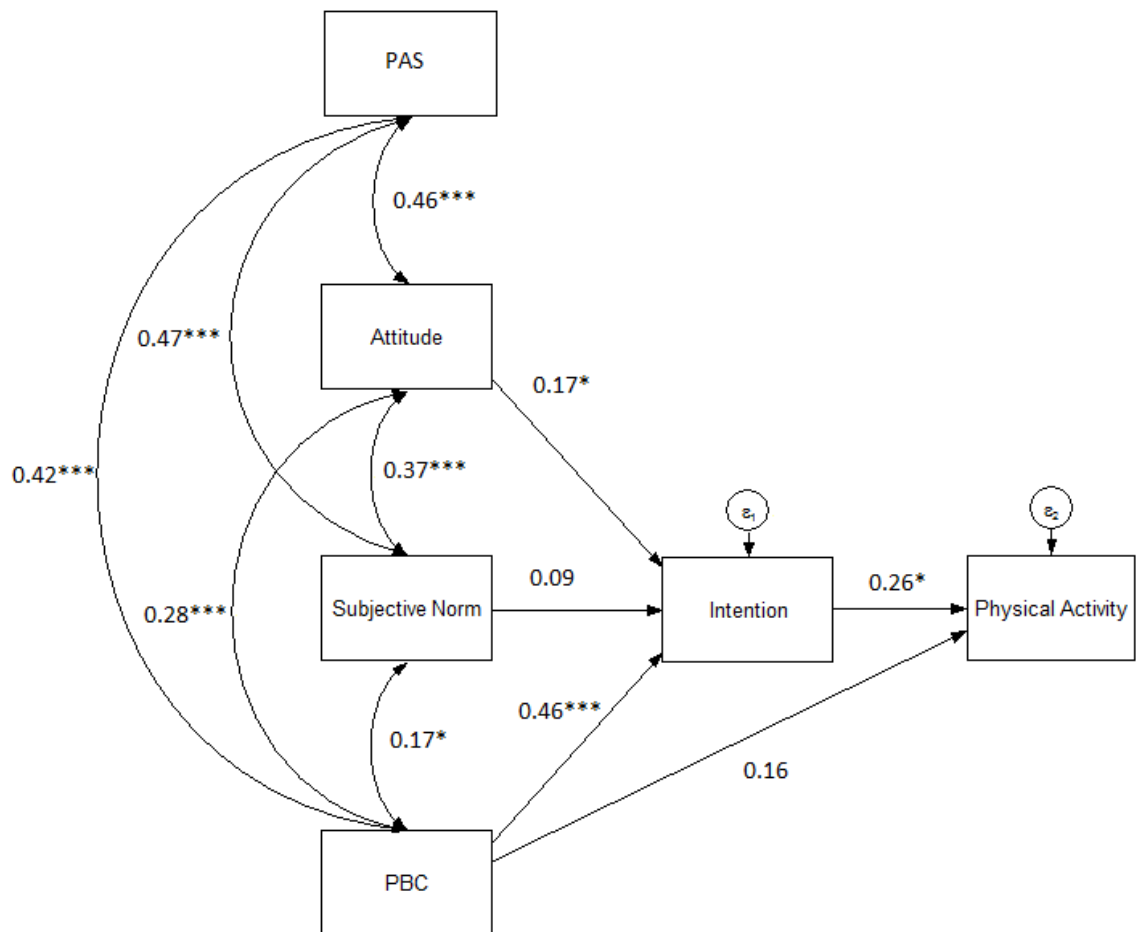 PAS
0.46***
0.47***
Attitude
0.17*
0.42***
0.37***
ε1
ε2
0.28***
Subjective Norm
0.09
Intention
0.26*
Physical Activity
0.46***
0.17*
0.16
PBC